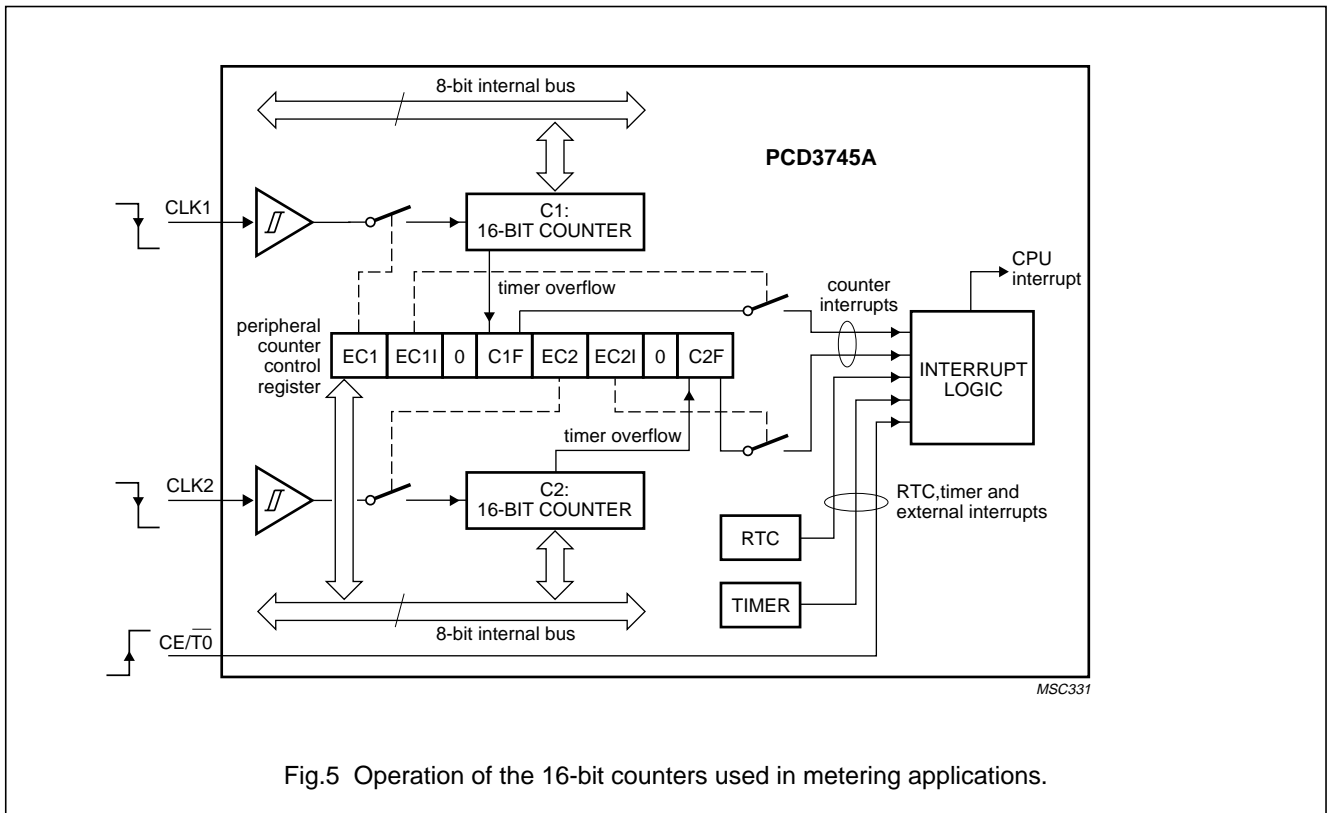 8-bit internal bus
PCD3745A
CLK1
C1:
16-BIT COUNTER
CPU
interrupt
timer overflow
counter
interrupts
peripheral
counter
control
register
EC1 EC1I 0 C1F EC2 EC2I 0 C2F
INTERRUPT
LOGIC
timer overflow
CLK2
C2:
16-BIT COUNTER
RTC,timer and
external interrupts
RTC
TIMER
8-bit internal bus
CE/T̅0̅
MSC331
Fig.5 Operation of the 16-bit counters used in metering applications.